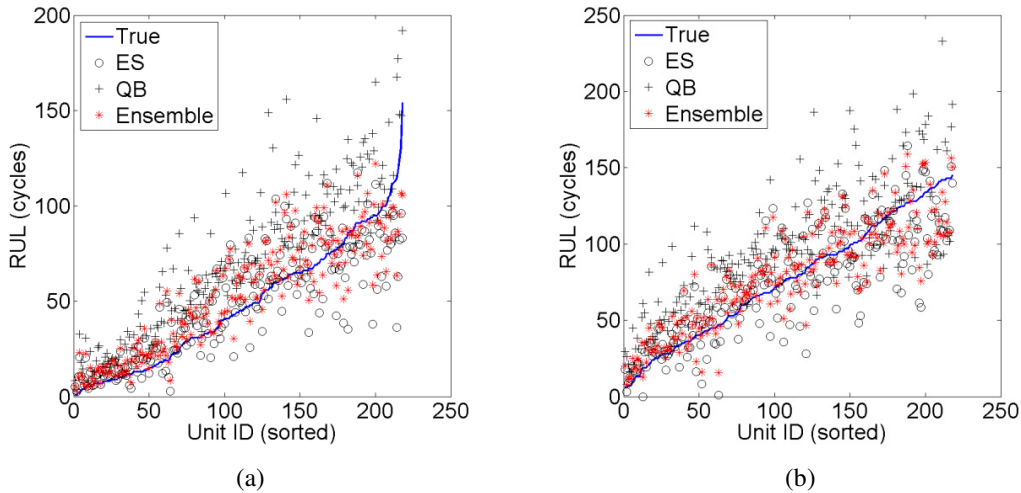 200
150
100
50
0
RUL (cycles)
True
ES
QB
Ensemble
0 50 100 150 200 250
Unit ID (sorted)
(a)
250
200
150
100
50
0
RUL (cycles)
True
ES
QB
Ensemble
0 50 100 150 200 250
Unit ID (sorted)
(b)